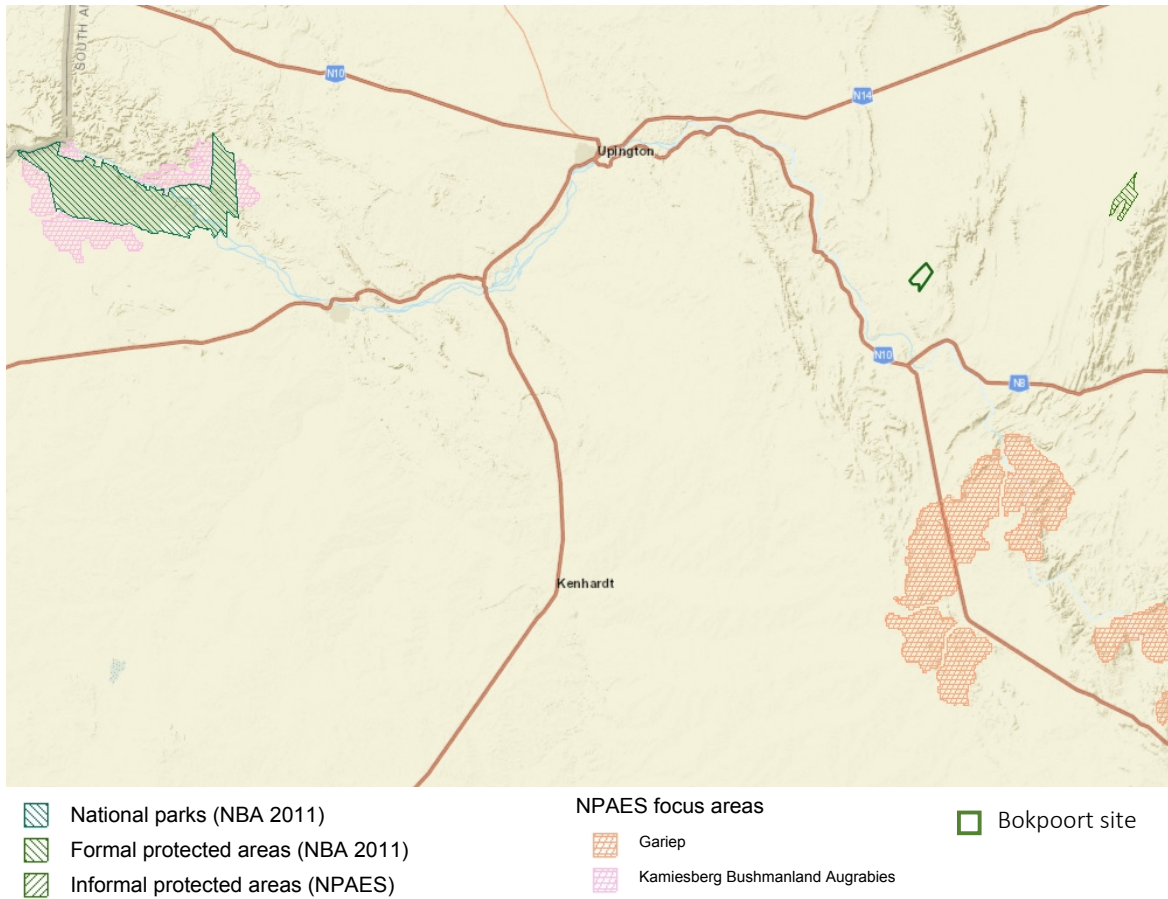 SOUTH AF
N10
N14
Upington
N10
N8
Kenhardt
National parks (NBA 2011)
Formal protected areas (NBA 2011)
Informal protected areas (NPAES)
NPAES focus areas
Gariep
Kamiesberg Bushmanland Augrabies
Bokpoort site